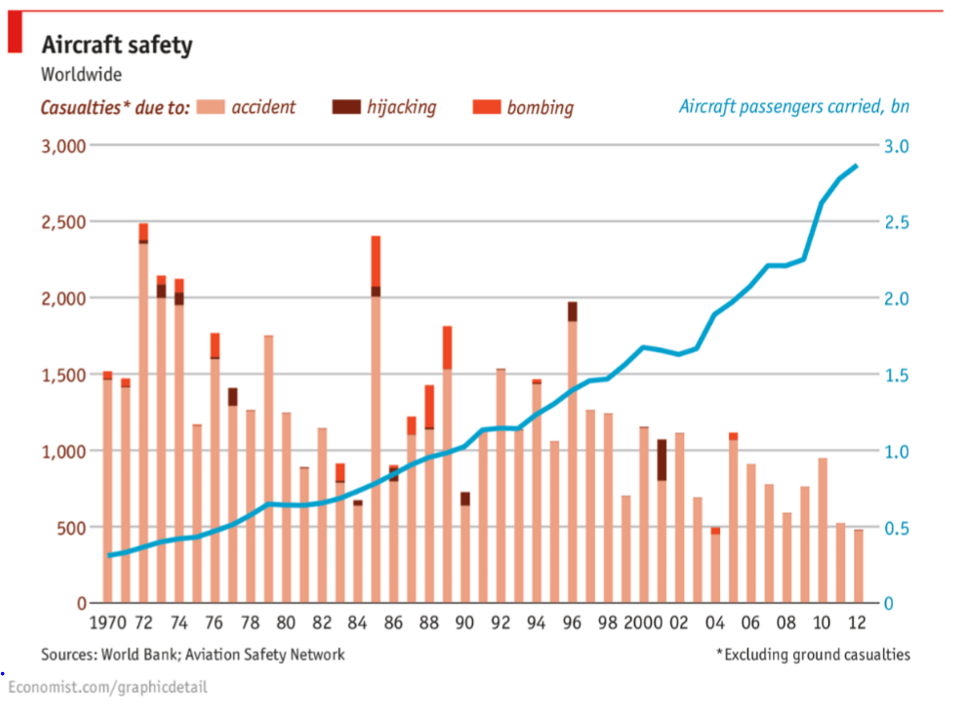 Aircraft safety
Worldwide
Casualties* due to: accident hijacking bombing Aircraft passengers carried, bn
3,000 3.0
2,500 2.5
2,000 2.0
1,500 1.5
1,000 1.0
500 0.5
0 0
1970 72 74 76 78 80 82 84 86 88 90 92 94 96 98 2000 02 04 06 08 10 12
Sources: World Bank; Aviation Safety Network *Excluding ground casualties
Economist.com/graphicdetail